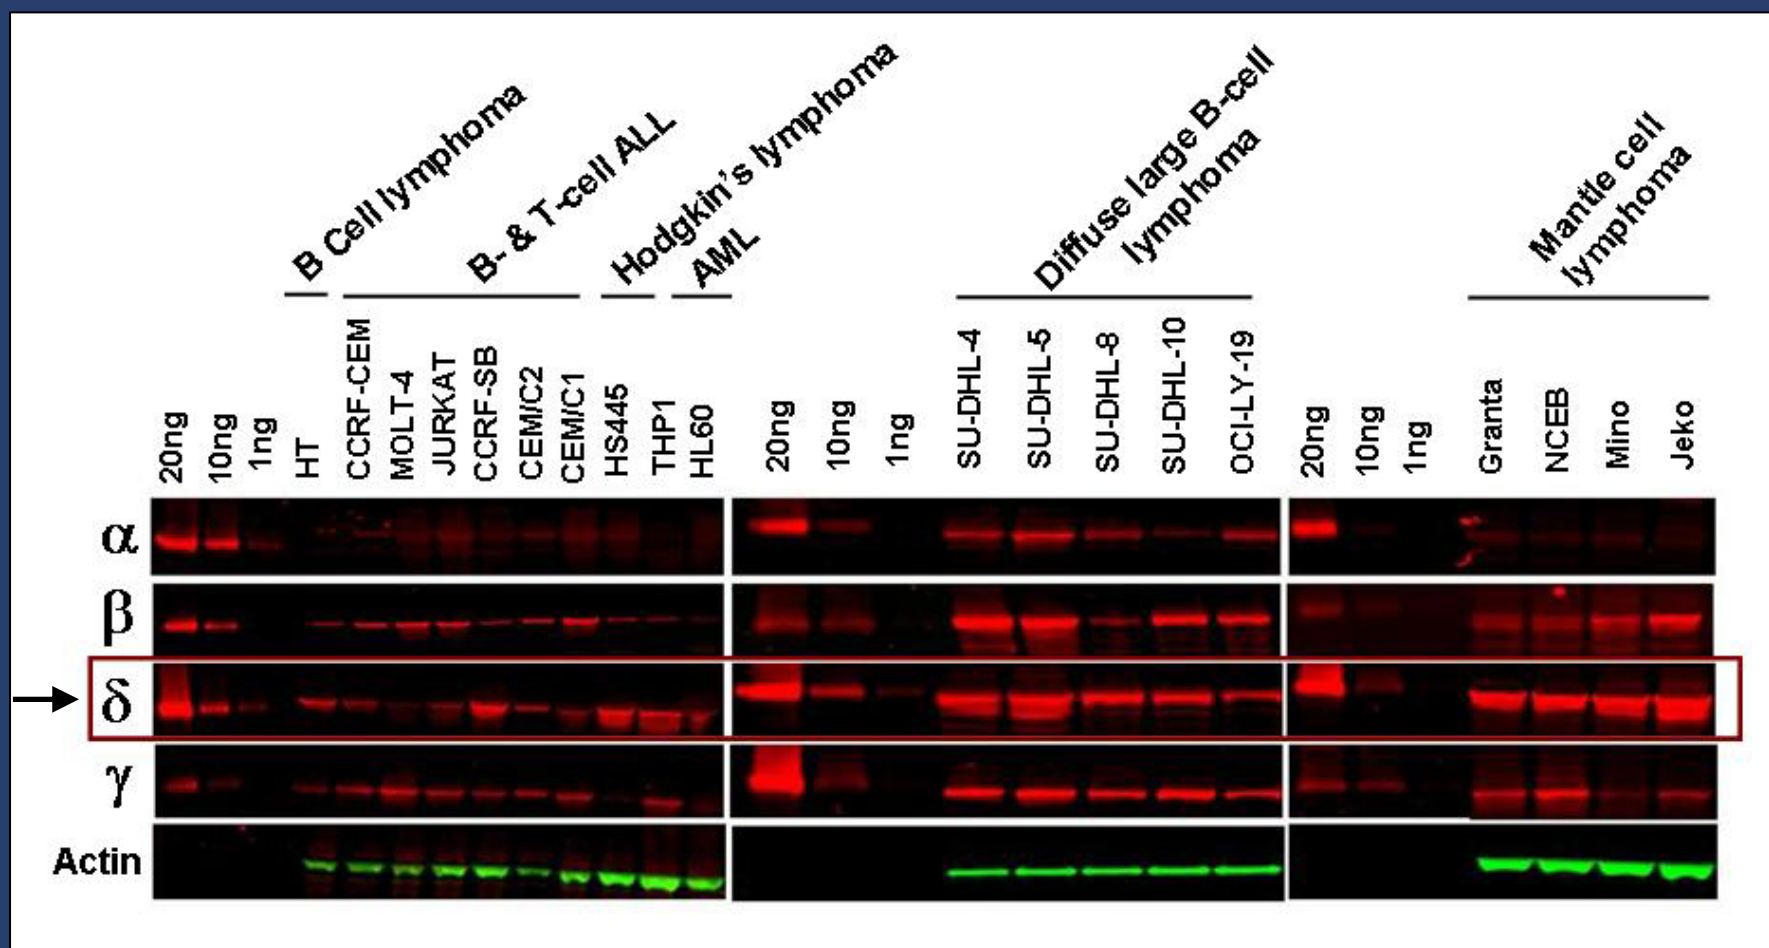 B Cell lymphoma
B- & T-cell ALL
Hodgkin's lymphoma
AML
Diffuse large B-cell
lymphoma
Mantle cell
lymphoma
20ng
10ng
1ng
HT
CCRF-CEM
MOLT-4
JURKAT
CCRF-SB
CEM/C2
CEM/C1
HS445
THP1
HL60
20ng
10ng
1ng
SU-DHL-4
SU-DHL-5
SU-DHL-8
SU-DHL-10
OCI-LY-19
20ng
10ng
1ng
Granta
NCEB
Mino
Jeko
α
β
δ
γ
Actin